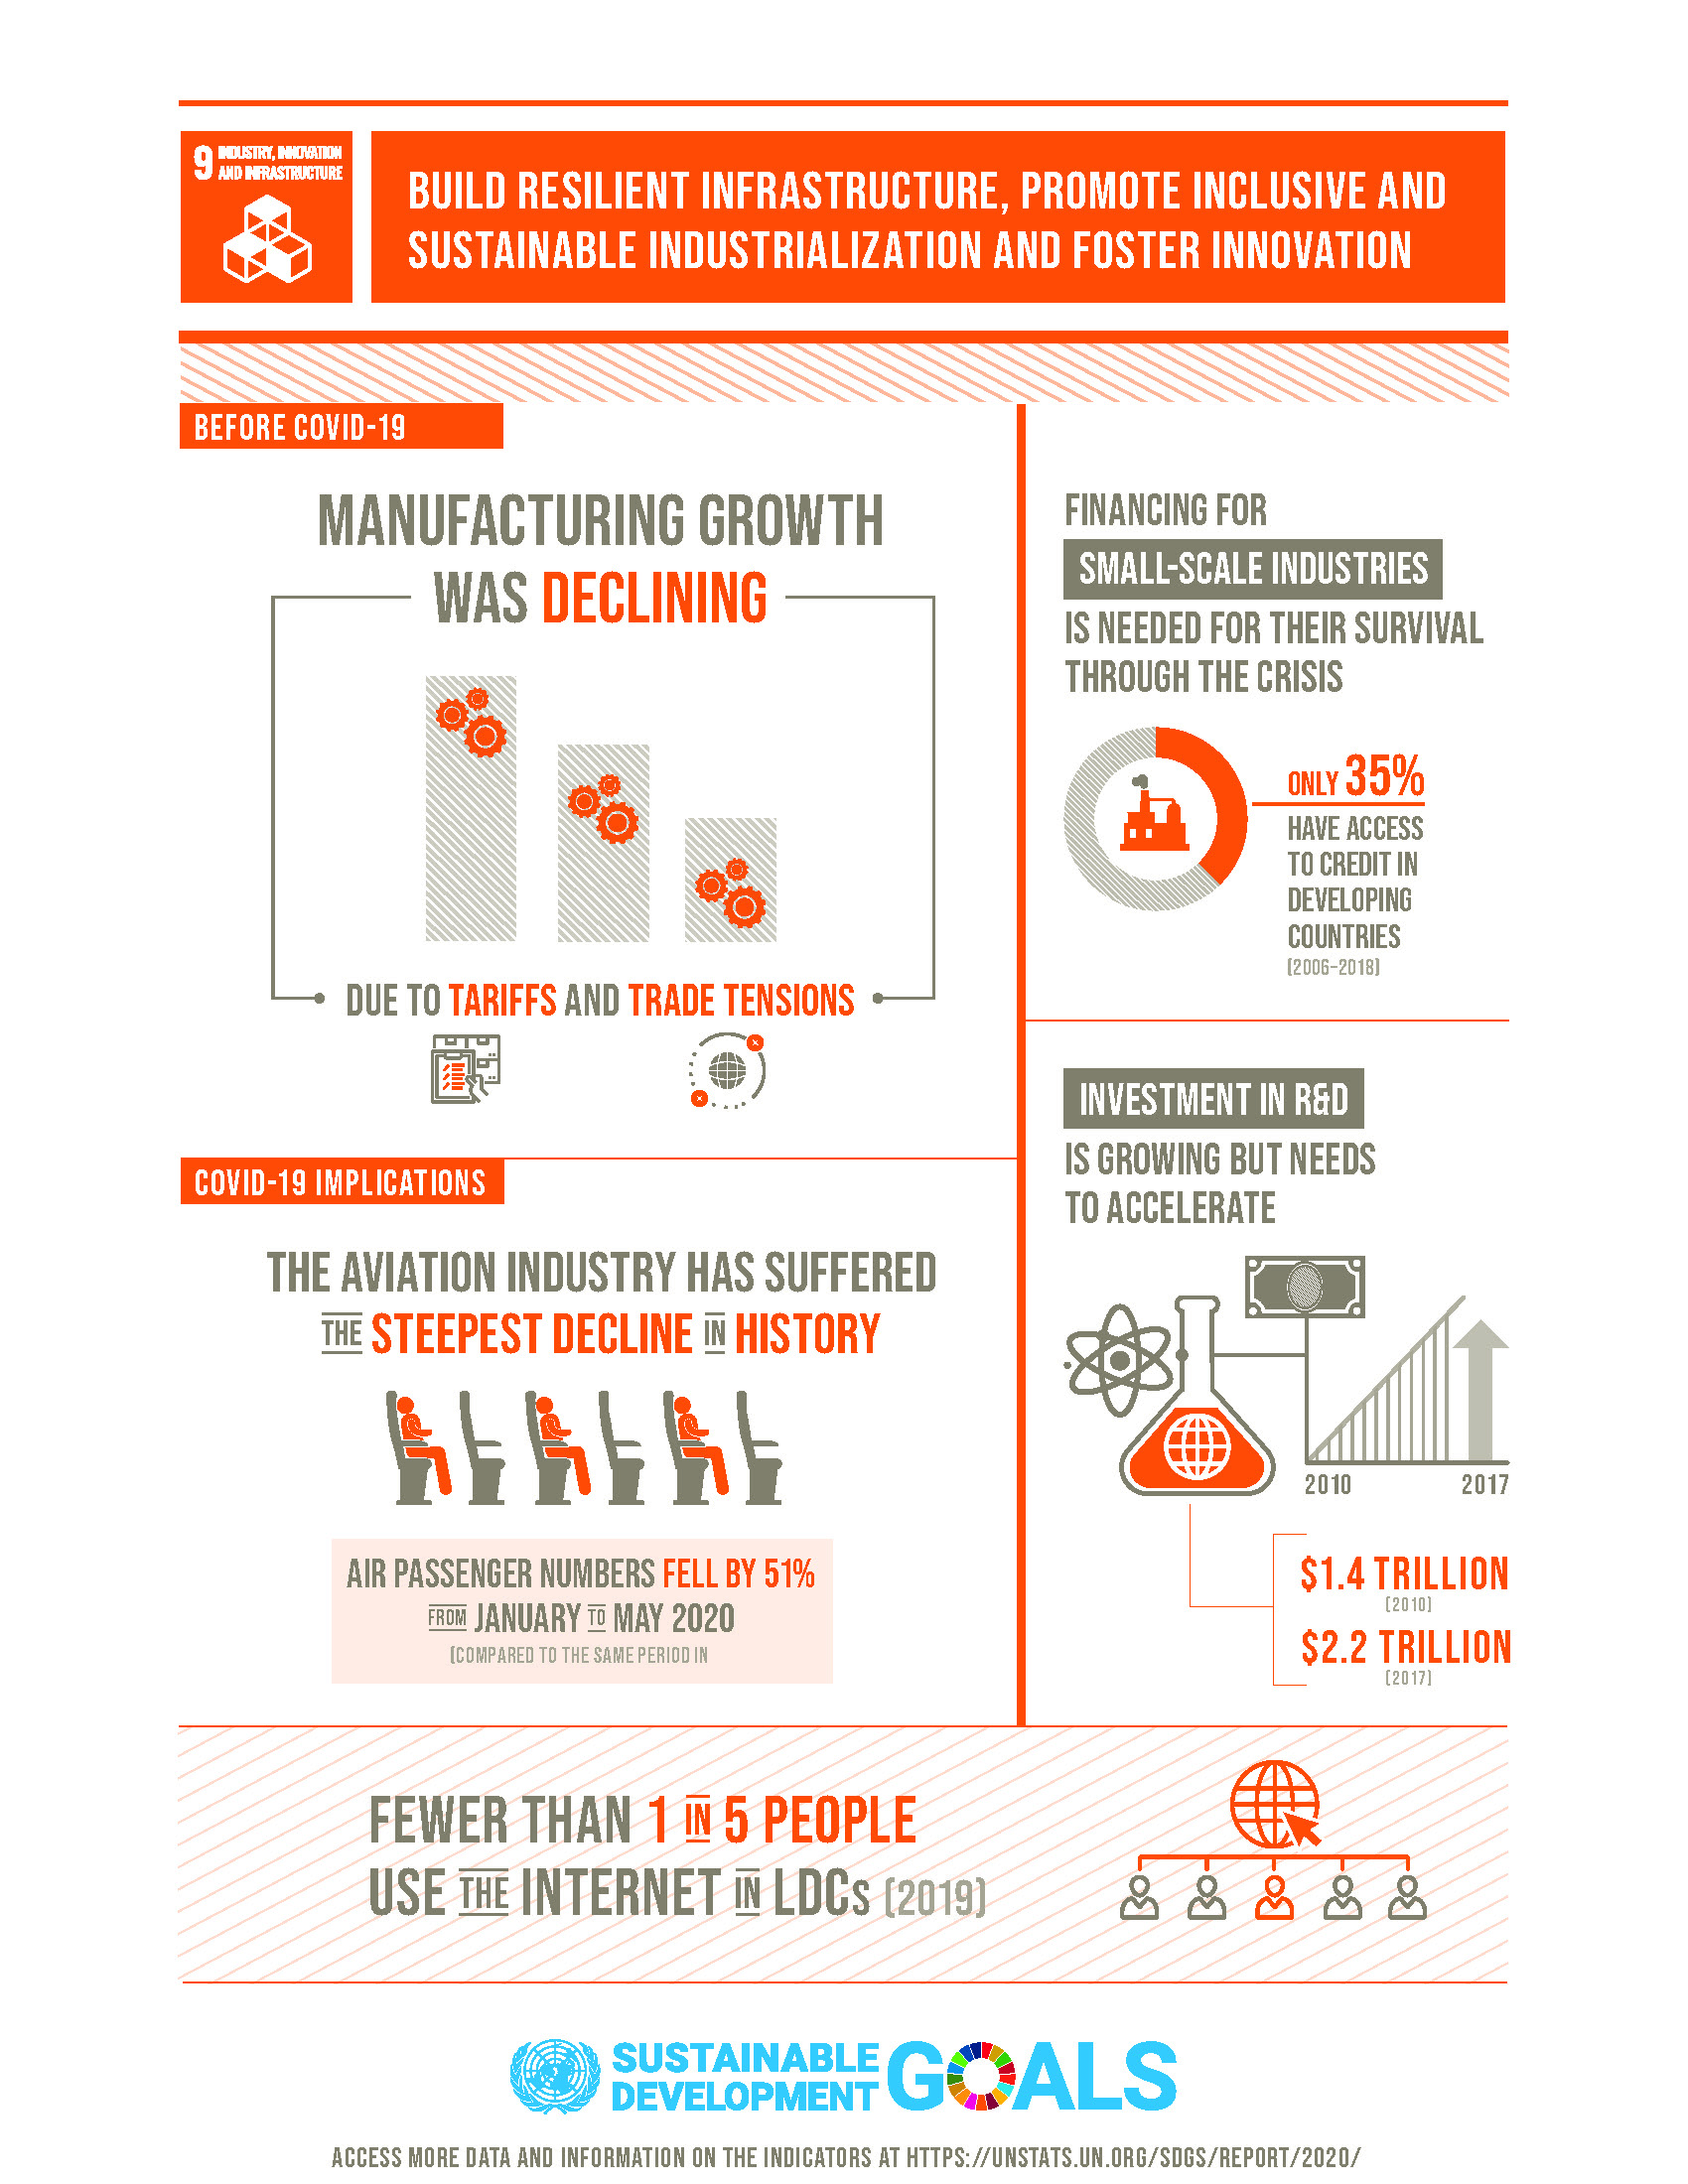 9 INDUSTRY, INNOVATION
AND INFRASTRUCTURE
BUILD RESILIENT INFRASTRUCTURE, PROMOTE INCLUSIVE AND
SUSTAINABLE INDUSTRIALIZATION AND FOSTER INNOVATION
BEFORE COVID-19
MANUFACTURING GROWTH
WAS DECLINING
DUE TO TARIFFS AND TRADE TENSIONS
COVID-19 IMPLICATIONS
THE AVIATION INDUSTRY HAS SUFFERED
THE STEEPEST DECLINE IN HISTORY
AIR PASSENGER NUMBERS FELL BY 51%
FROM JANUARY TO MAY 2020
(COMPARED TO THE SAME PERIOD IN
FINANCING FOR
SMALL-SCALE INDUSTRIES
IS NEEDED FOR THEIR SURVIVAL
THROUGH THE CRISIS
ONLY 35%
HAVE ACCESS
TO CREDIT IN
DEVELOPING
COUNTRIES
(2006-2018)
INVESTMENT IN R&D
IS GROWING BUT NEEDS
TO ACCELERATE
2010 2017
$1.4 TRILLION
(2010)
$2.2 TRILLION
(2017)
FEWER THAN 1 IN 5 PEOPLE
USE THE INTERNET IN LDCs (2019)
SUSTAINABLE
DEVELOPMENT GOALS
ACCESS MORE DATA AND INFORMATION ON THE INDICATORS AT HTTPS://UNSTATS.UN.ORG/SDGS/REPORT/2020/